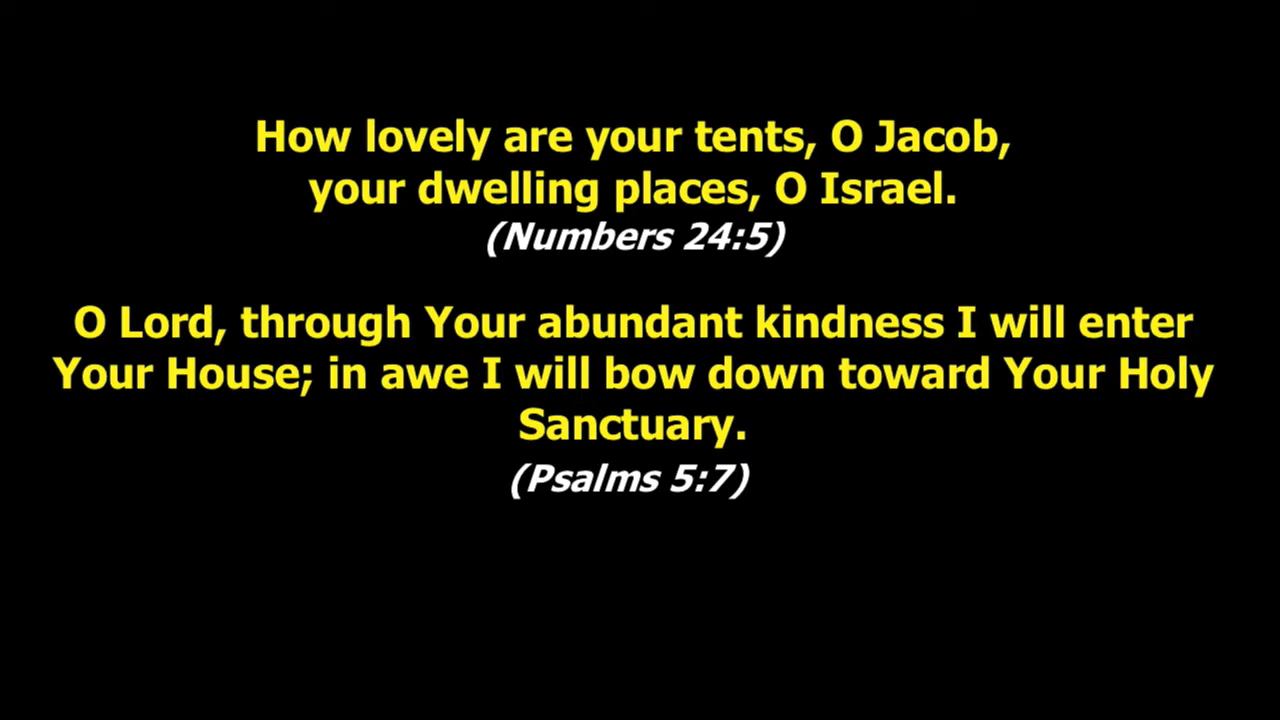 How lovely are your tents, O Jacob,
your dwelling places, O Israel.
(Numbers 24:5)
O Lord, through Your abundant kindness I will enter
Your House; in awe I will bow down toward Your Holy
Sanctuary.
(Psalms 5:7)